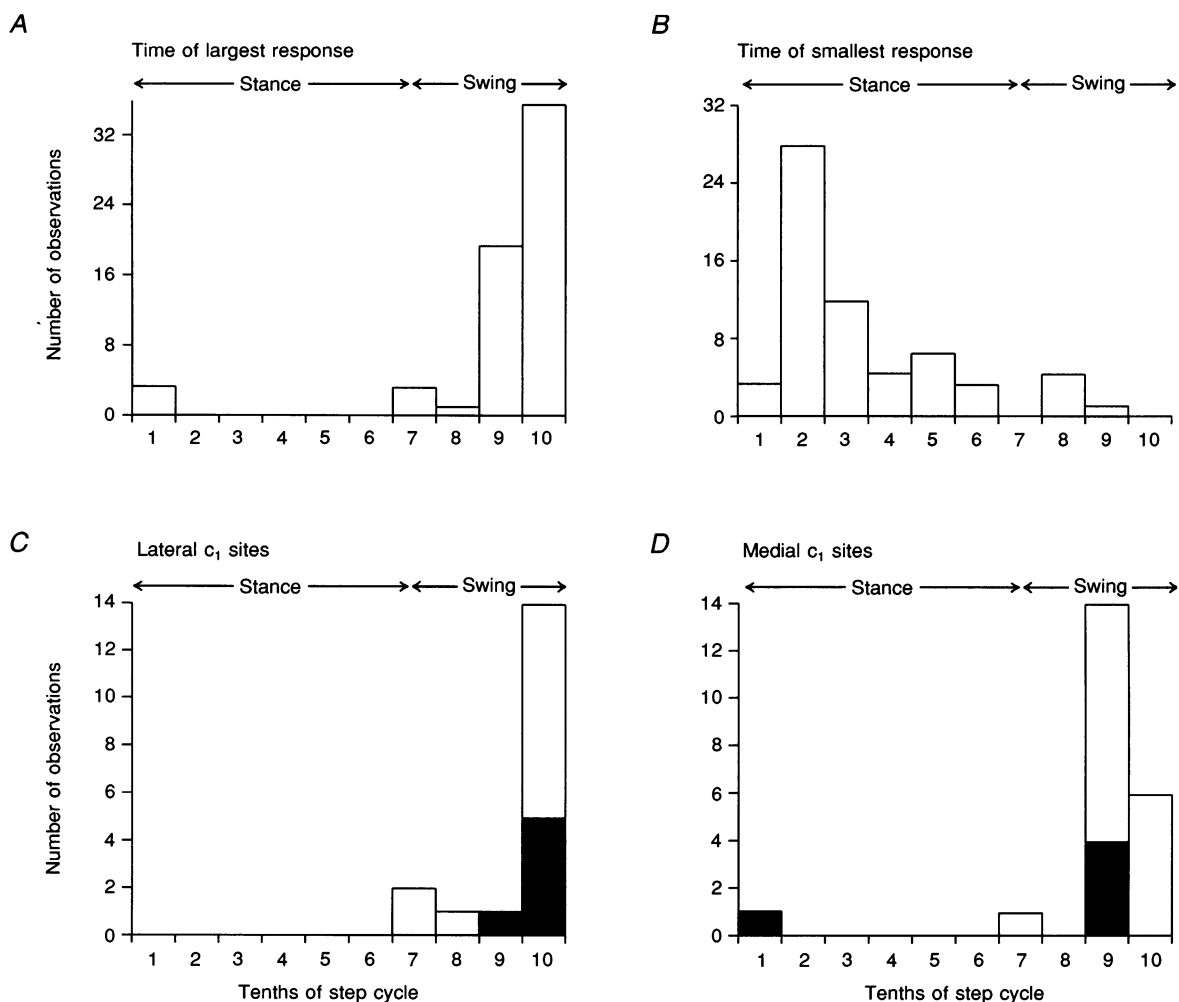 A
Time of largest response
Stance Swing
Number of observations
32
24
16
8
0
1 2 3 4 5 6 7 8 9 10
B
Time of smallest response
Stance Swing
32
24
16
8
0
1 2 3 4 5 6 7 8 9 10
C
Lateral c₁ sites
Stance Swing
Number of observations
14
12
10
8
6
4
2
0
1 2 3 4 5 6 7 8 9 10
Tenths of step cycle
D
Medial c₁ sites
Stance Swing
14
12
10
8
6
4
2
0
1 2 3 4 5 6 7 8 9 10
Tenths of step cycle